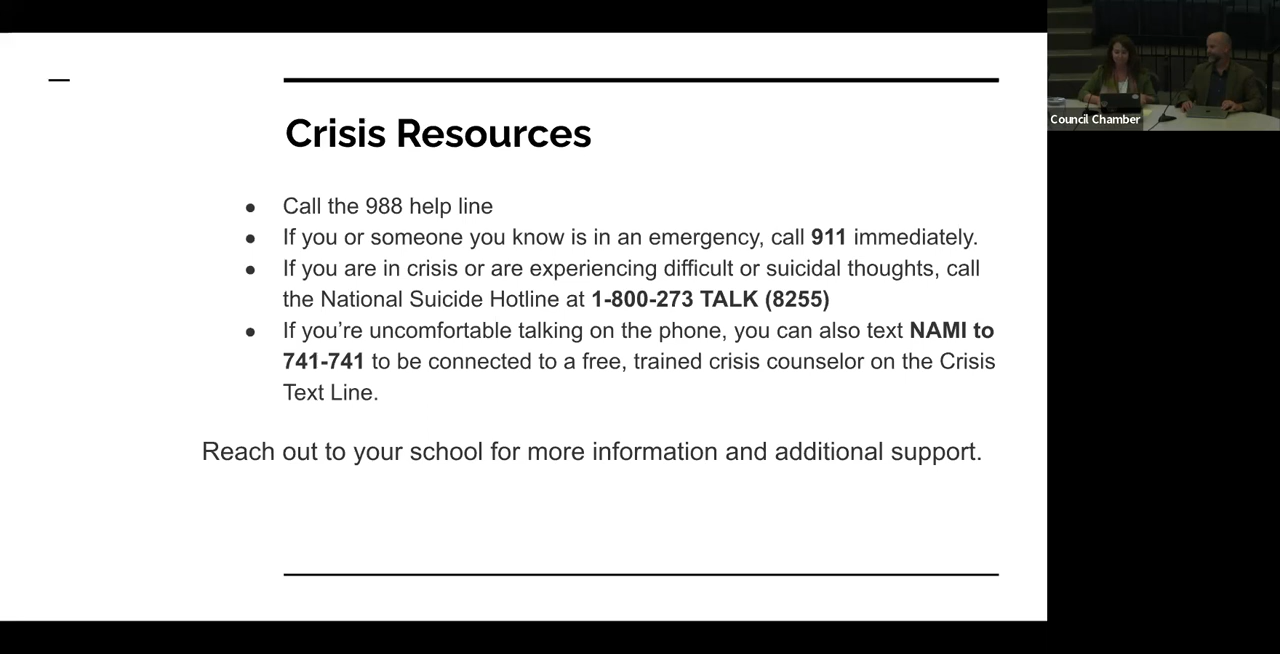 Crisis Resources
● Call the 988 help line
● If you or someone you know is in an emergency, call 911 immediately.
● If you are in crisis or are experiencing difficult or suicidal thoughts, call
the National Suicide Hotline at 1-800-273 TALK (8255)
● If you’re uncomfortable talking on the phone, you can also text NAMI to
741-741 to be connected to a free, trained crisis counselor on the Crisis
Text Line.
Reach out to your school for more information and additional support.
Council Chamber